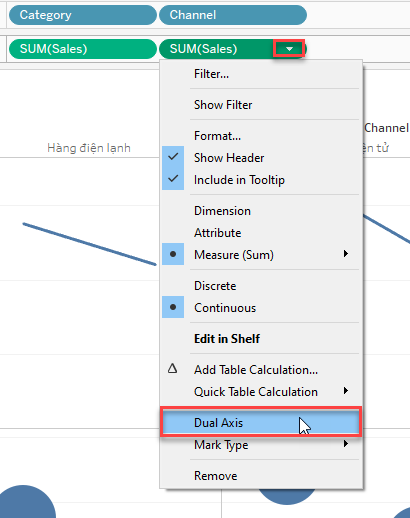 Category
Channel
SUM(Sales)
SUM(Sales)
Filter...
Show Filter
Format...
Show Header
Include in Tooltip
Dimension
Attribute
Measure (Sum)
Discrete
Continuous
Edit in Shelf
Add Table Calculation...
Quick Table Calculation
Dual Axis
Mark Type
Remove
Channel
Hàng điện lạnh
ện tử